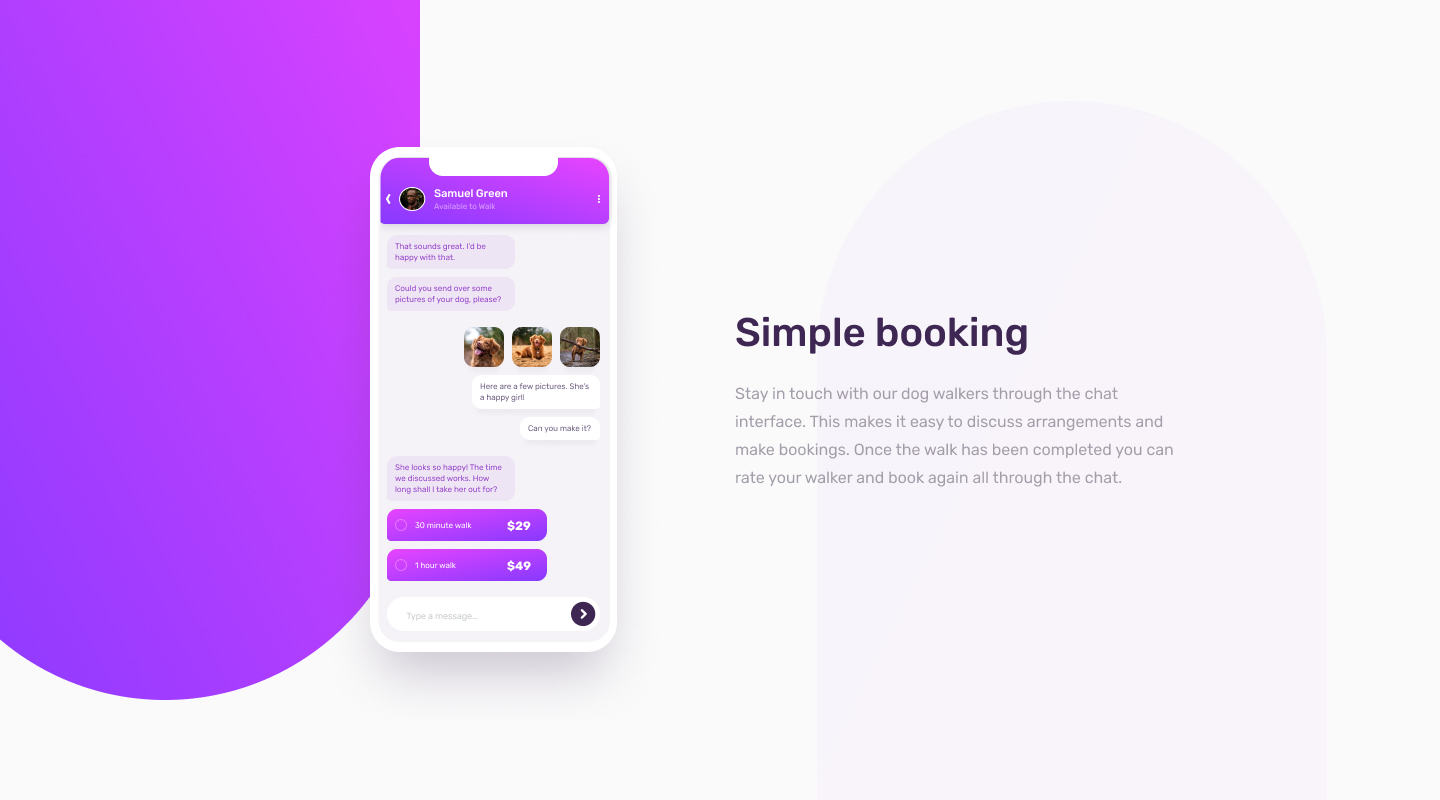 Samuel Green
Available to Walk
That sounds great. I'd be
happy with that.
Could you send over some
pictures of your dog, please?
Here are a few pictures. She's
a happy girl!
Can you make it?
She looks so happy! The time
we discussed works. How
long shall I take her out for?
30 minute walk $29
1 hour walk $49
Type a message...
Simple booking
Stay in touch with our dog walkers through the chat
interface. This makes it easy to discuss arrangements and
make bookings. Once the walk has been completed you can
rate your walker and book again all through the chat.